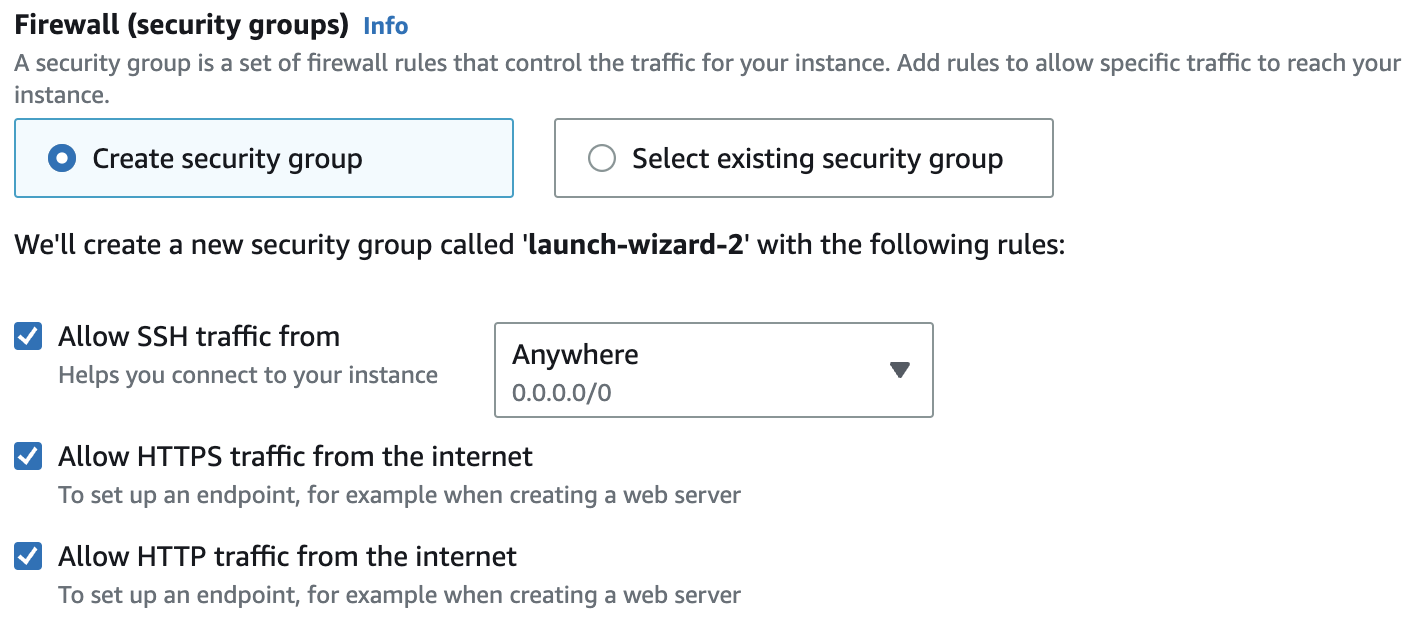 Firewall (security groups) Info
A security group is a set of firewall rules that control the traffic for your instance. Add rules to allow specific traffic to reach your
instance.
Create security group
Select existing security group
We'll create a new security group called 'launch-wizard-2' with the following rules:
Allow SSH traffic from
Helps you connect to your instance
Anywhere
0.0.0.0/0
Allow HTTPS traffic from the internet
To set up an endpoint, for example when creating a web server
Allow HTTP traffic from the internet
To set up an endpoint, for example when creating a web server